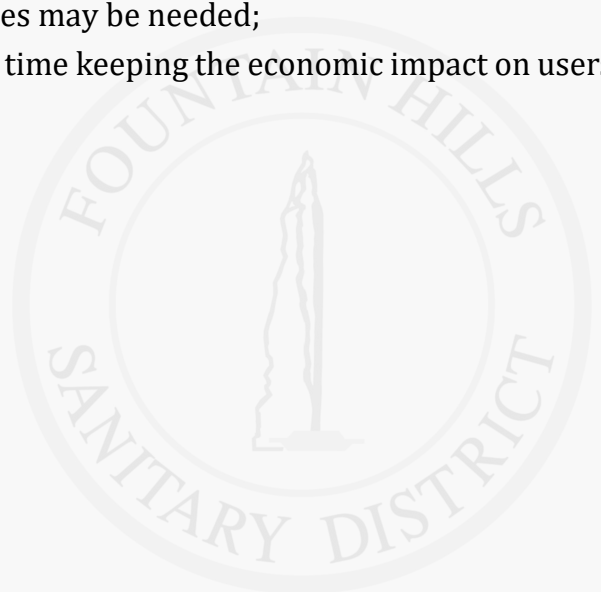 es may be needed;
time keeping the economic impact on user
FOUNTAIN HILLS
SANITARY DISTRICT